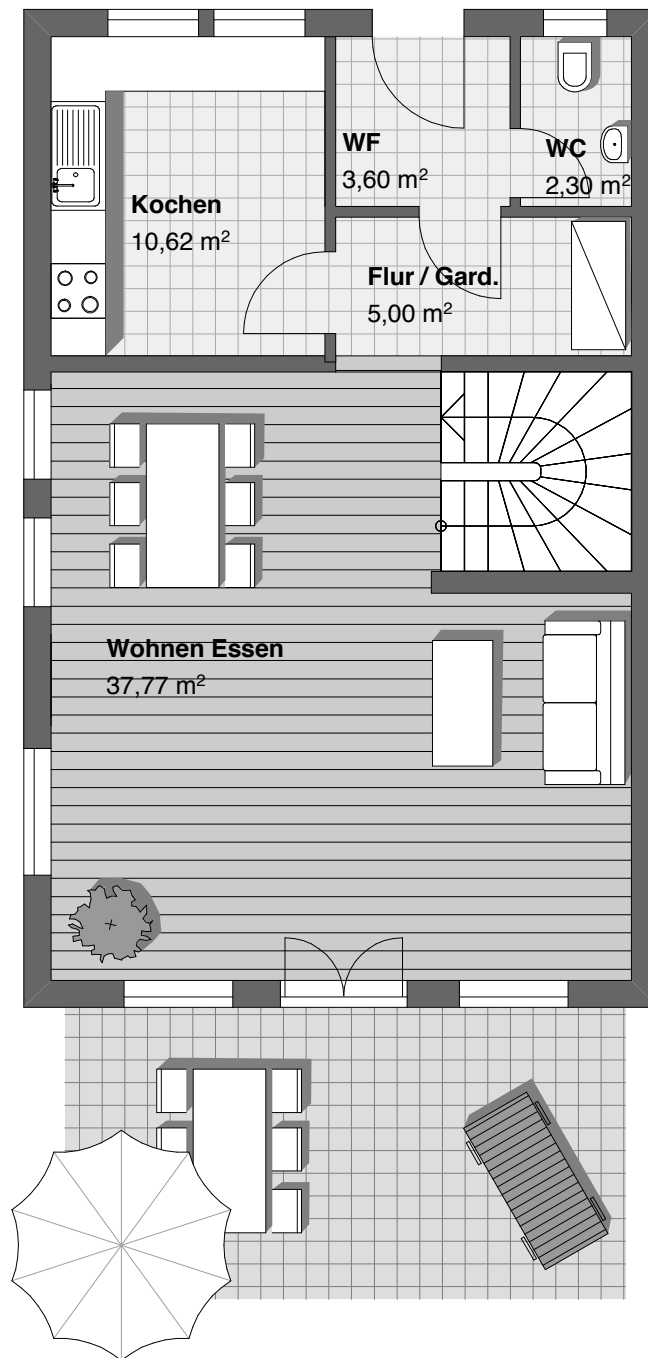 WF
3,60 m²
WC
2,30 m²
Kochen
10,62 m²
Flur / Gard.
5,00 m²
Wohnen Essen
37,77 m²